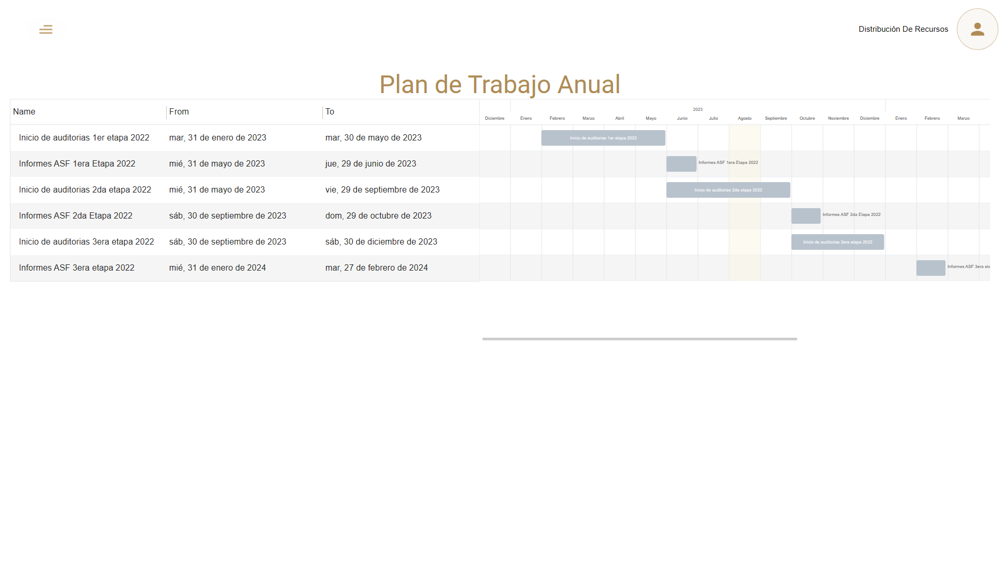 Distribución De Recursos
Plan de Trabajo Anual
Name From To
2023
Diciembre Enero Febrero Marzo Abril Mayo Junio Julio Agosto Septiembre Octubre Noviembre Diciembre Enero Febrero Marzo
Inicio de auditorias 1er etapa 2022 mar, 31 de enero de 2023 mar, 30 de mayo de 2023 Inicio de auditorias 1er etapa 2022
Informes ASF 1era Etapa 2022 mié, 31 de mayo de 2023 jue, 29 de junio de 2023 Informes ASF 1era Etapa 2022
Inicio de auditorias 2da etapa 2022 mié, 31 de mayo de 2023 vie, 29 de septiembre de 2023 Inicio de auditorias 2da etapa 2022
Informes ASF 2da Etapa 2022 sáb, 30 de septiembre de 2023 dom, 29 de octubre de 2023 Informes ASF 2da Etapa 2022
Inicio de auditorias 3era etapa 2022 sáb, 30 de septiembre de 2023 sáb, 30 de diciembre de 2023 Inicio de auditorias 3era etapa 2022
Informes ASF 3era etapa 2022 mié, 31 de enero de 2024 mar, 27 de febrero de 2024 Informes ASF 3era eta